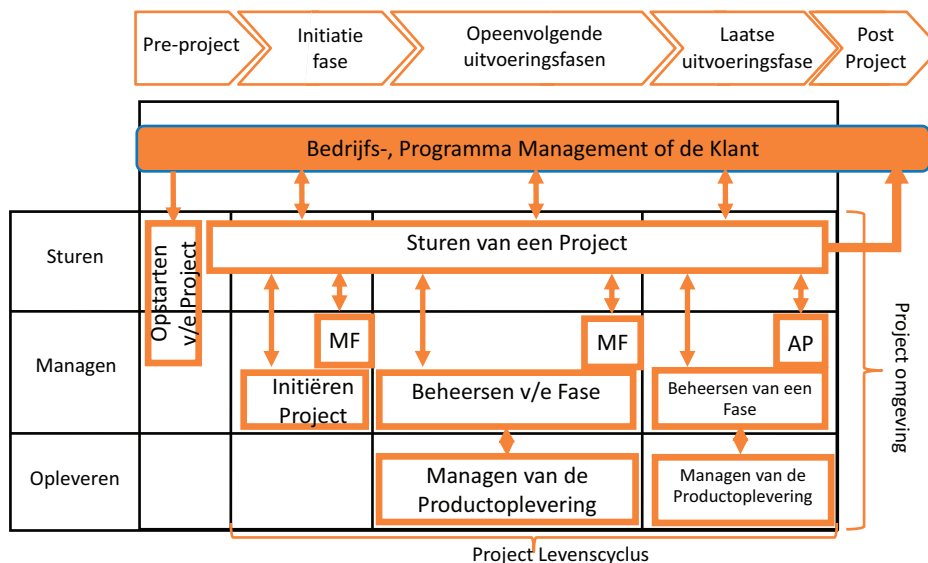 Pre-project
Initiatie
fase
Opeenvolgende
uitvoeringsfasen
Laatse
uitvoeringsfase
Post
Project
Bedrijfs-, Programma Management of de Klant
Sturen
Opstarten
v/e Project
Sturen van een Project
Managen
MF
MF
AP
Initiëren
Project
Beheersen v/e Fase
Beheersen van een
Fase
Opleveren
Managen van de
Productoplevering
Managen van de
Productoplevering
Project omgeving
Project Levenscyclus